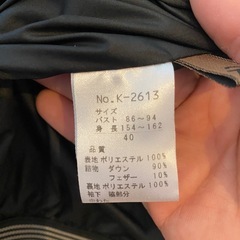 No.K-2613
サイズ
バスト 86~94
身 長 154~162
40
品質
表地 ポリエステル 100%
詰物 ダウン 90%
フェザー 10%
裏地 ポリエステル 100%
袖下 編部分